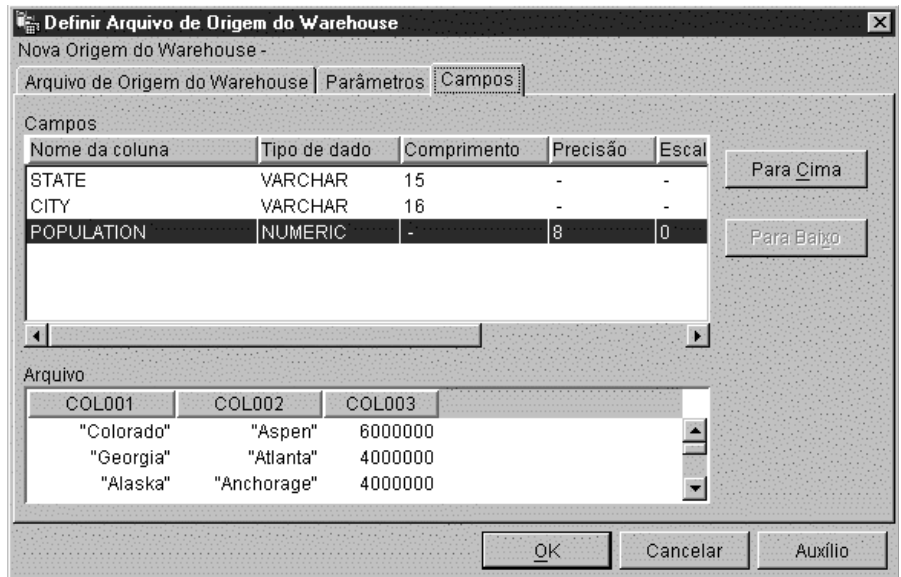 Definir Arquivo de Origem do Warehouse
Nova Origem do Warehouse -
Arquivo de Origem do Warehouse Parâmetros Campos
Campos
Nome da coluna Tipo de dado Comprimento Precisão Escal
STATE VARCHAR 15 - -
CITY VARCHAR 16 - -
POPULATION NUMERIC - 8 0
Para Cima
Para Baixo
Arquivo
COL001 COL002 COL003
"Colorado" "Aspen" 6000000
"Georgia" "Atlanta" 4000000
"Alaska" "Anchorage" 4000000
OK Cancelar Auxílio